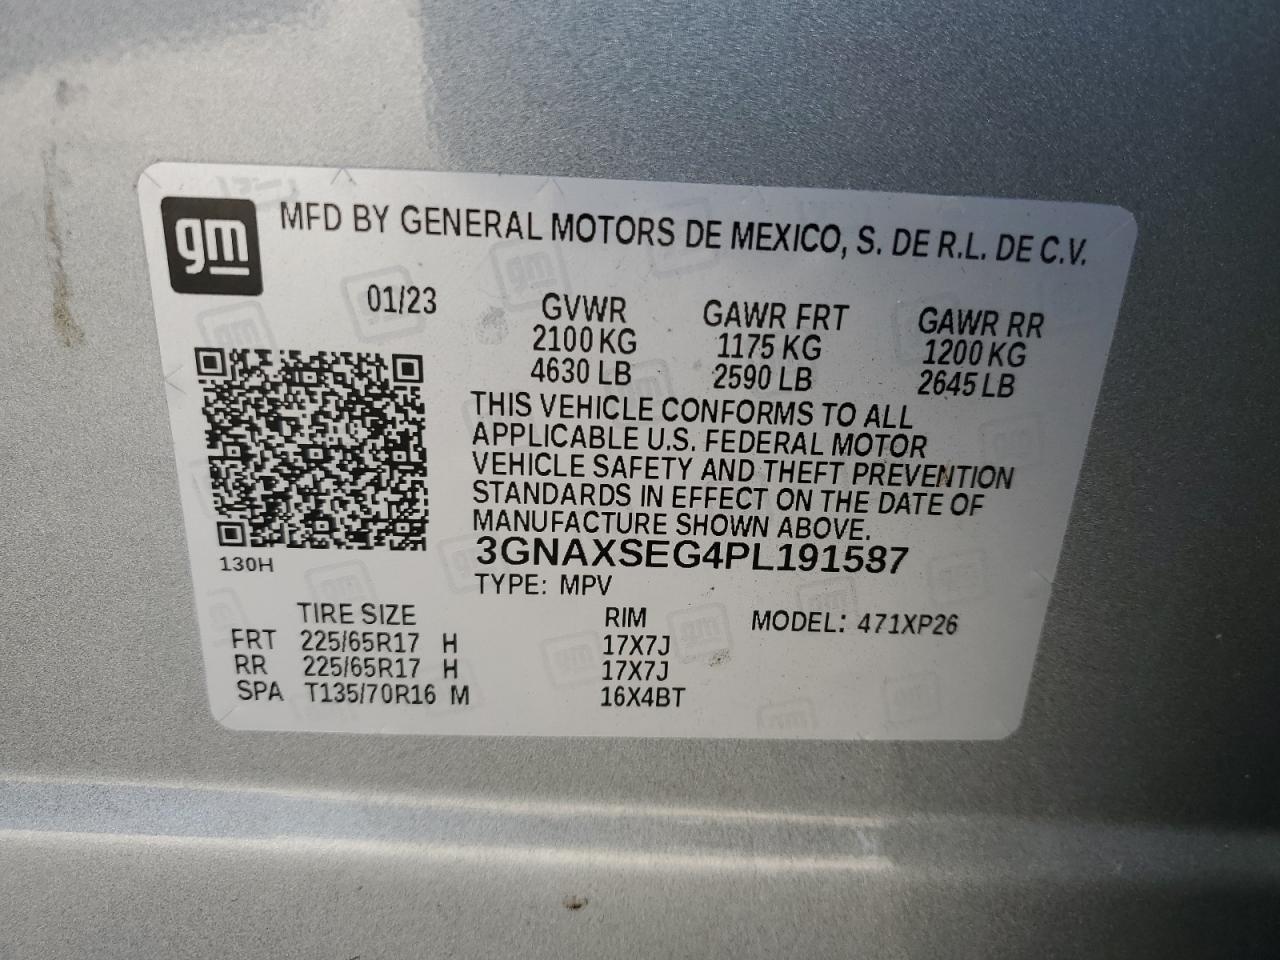 gm MFD BY GENERAL MOTORS DE MEXICO, S. DE R.L. DE C.V.
01/23 GVWR GAWR FRT GAWR RR
2100 KG 1175 KG 1200 KG
4630 LB 2590 LB 2645 LB
THIS VEHICLE CONFORMS TO ALL
APPLICABLE U.S. FEDERAL MOTOR
VEHICLE SAFETY AND THEFT PREVENTION
STANDARDS IN EFFECT ON THE DATE OF
MANUFACTURE SHOWN ABOVE.
3GNAXSEG4PL191587
130H
TYPE: MPV
TIRE SIZE RIM MODEL: 471XP26
FRT 225/65R17 H 17X7J
RR 225/65R17 H 17X7J
SPA T135/70R16 M 16X4BT